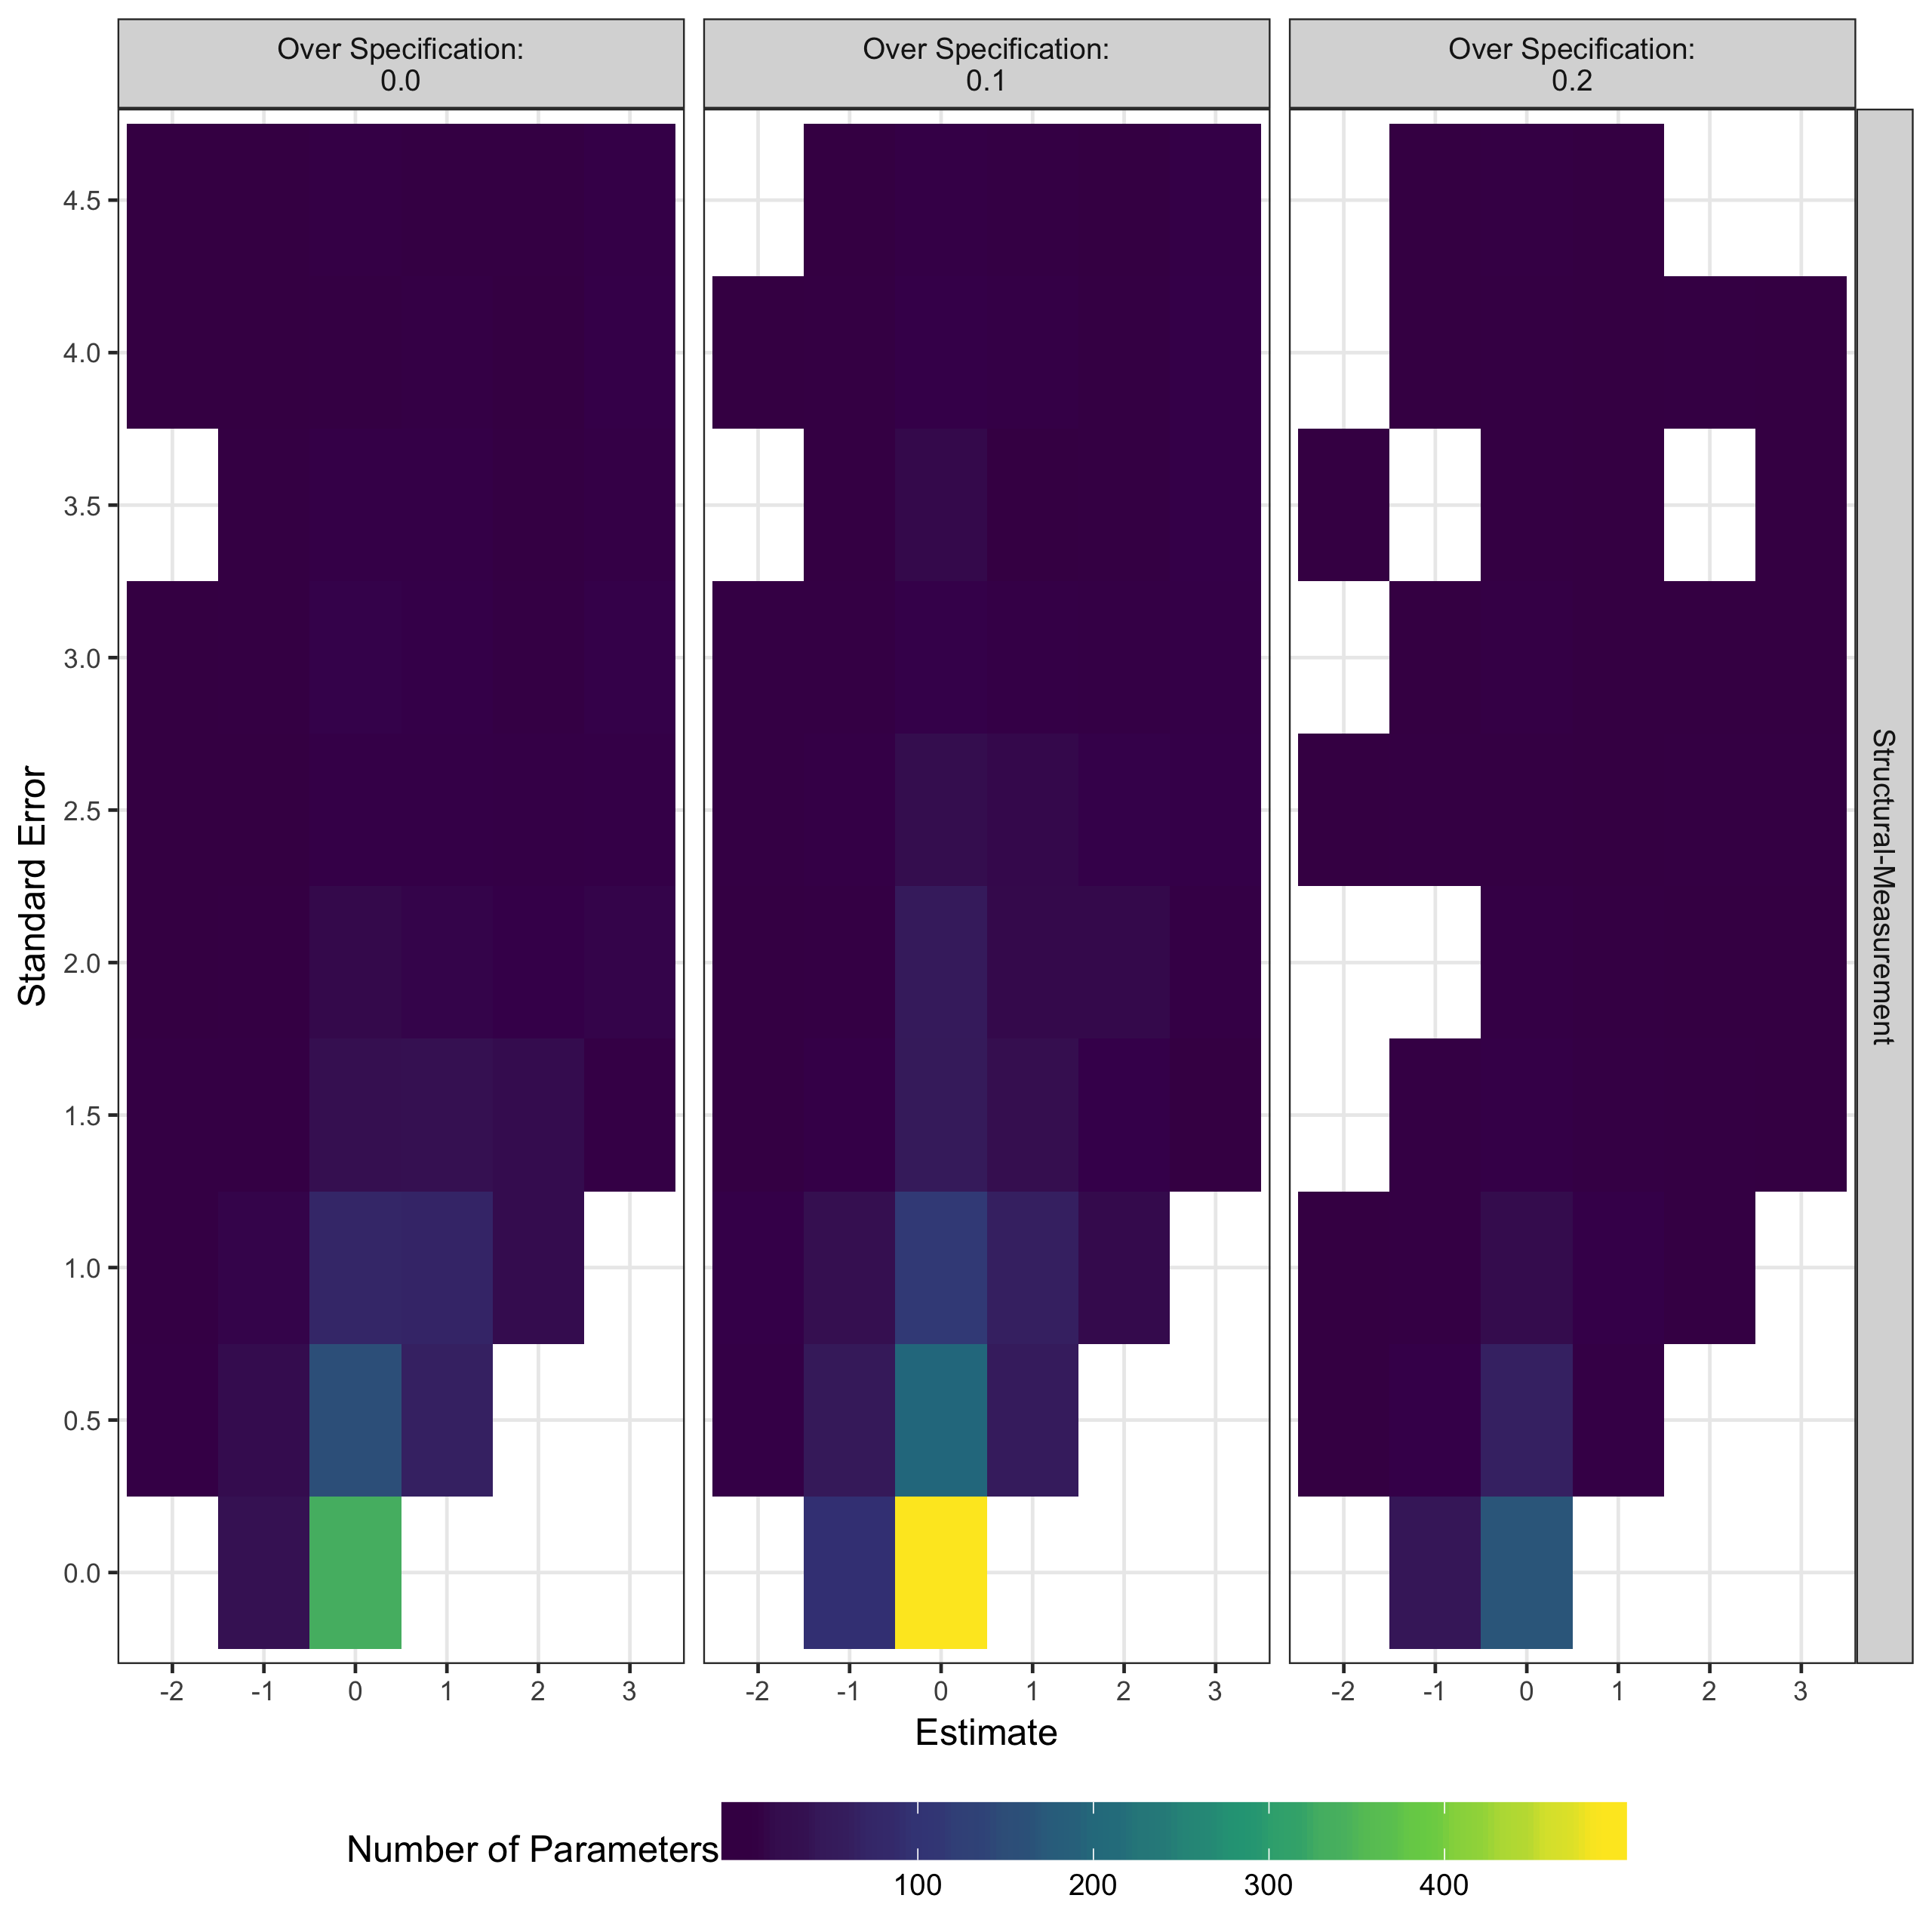 Over Specification:
0.0
Over Specification:
0.1
Over Specification:
0.2
Structural-Measurement
Standard Error
4.5
4.0
3.5
3.0
2.5
2.0
1.5
1.0
0.5
0.0
-2 -1 0 1 2 3
-2 -1 0 1 2 3
-2 -1 0 1 2 3
Estimate
Number of Parameters
100 200 300 400